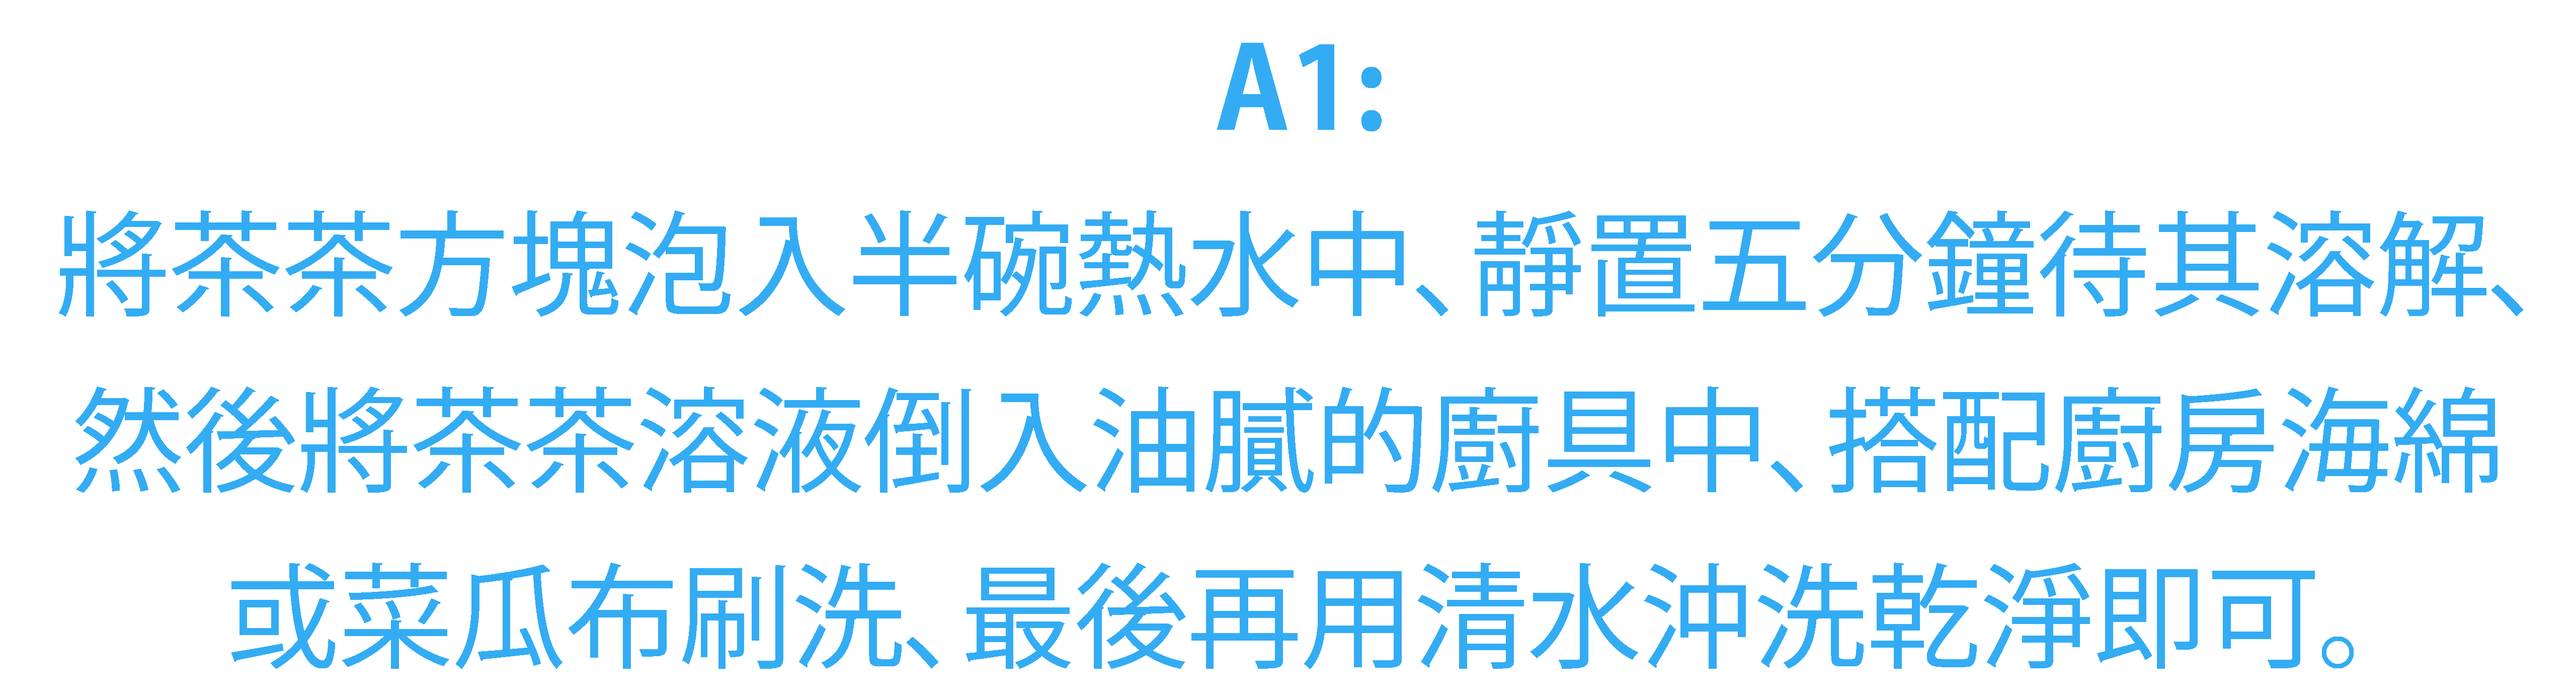 A1:
將茶茶方塊泡入半碗熱水中、靜置五分鐘待其溶解、
然後將茶茶溶液倒入油膩的廚具中、搭配廚房海綿
或菜瓜布刷洗、最後再用清水沖洗乾淨即可。